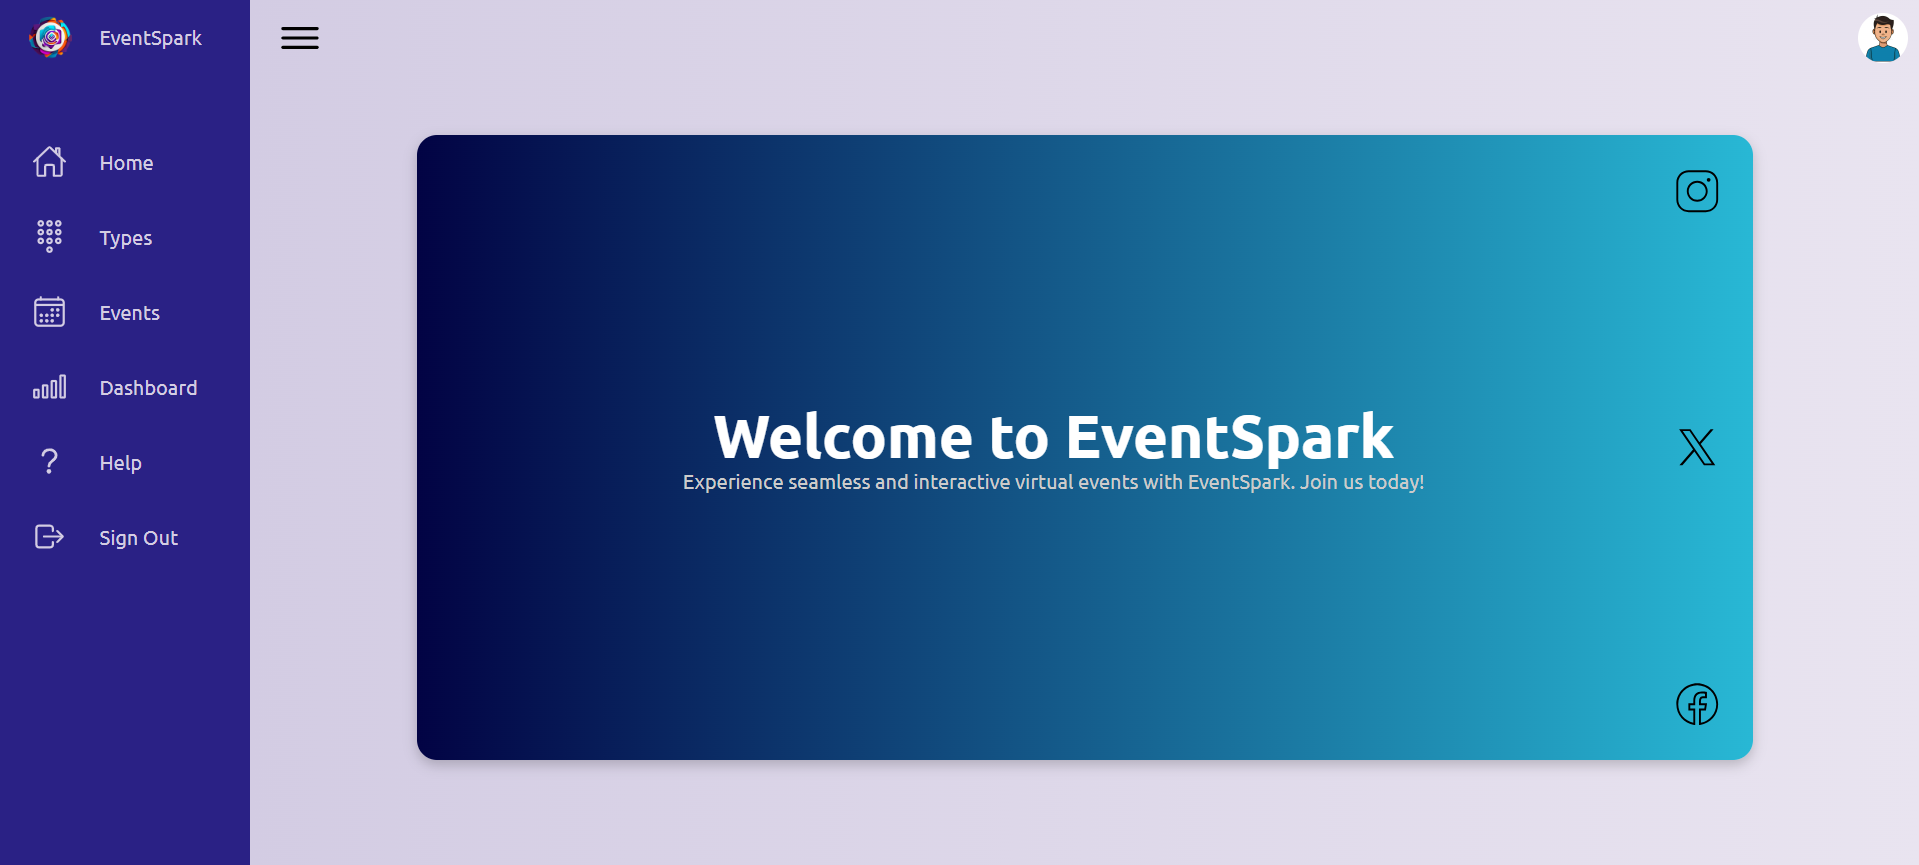 EventSpark
Home
Types
Events
Dashboard
Help
Sign Out
Welcome to EventSpark
Experience seamless and interactive virtual events with EventSpark. Join us today!